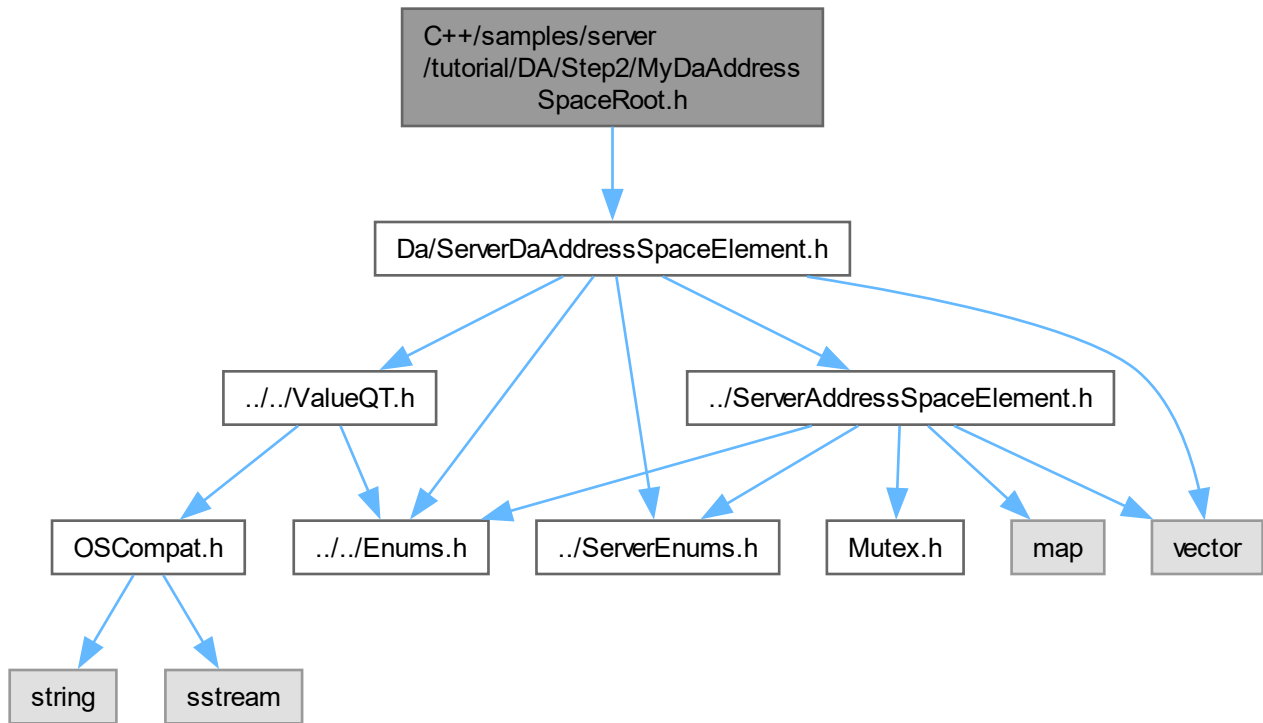 C++/samples/server
/tutorial/DA/Step2/MyDaAddress
SpaceRoot.h
Da/ServerDaAddressSpaceElement.h
../../ValueQT.h
../ServerAddressSpaceElement.h
OSCompat.h
../../Enums.h
../ServerEnums.h
Mutex.h
map
vector
string
sstream